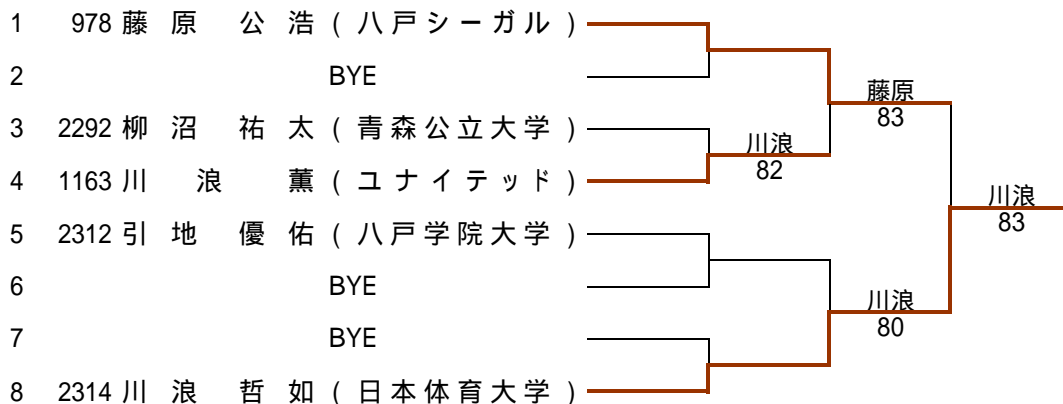 1 978 藤原 公浩 (八戸シーガル)
2 BYE
藤原
83
3 2292 柳沼 祐太 (青森公立大学)
川浪
82
4 1163 川浪 薫 (ユナイテッド)
川浪
83
5 2312 引地 優佑 (八戸学院大学)
6 BYE
川浪
80
7 BYE
8 2314 川浪 哲如 (日本体育大学)